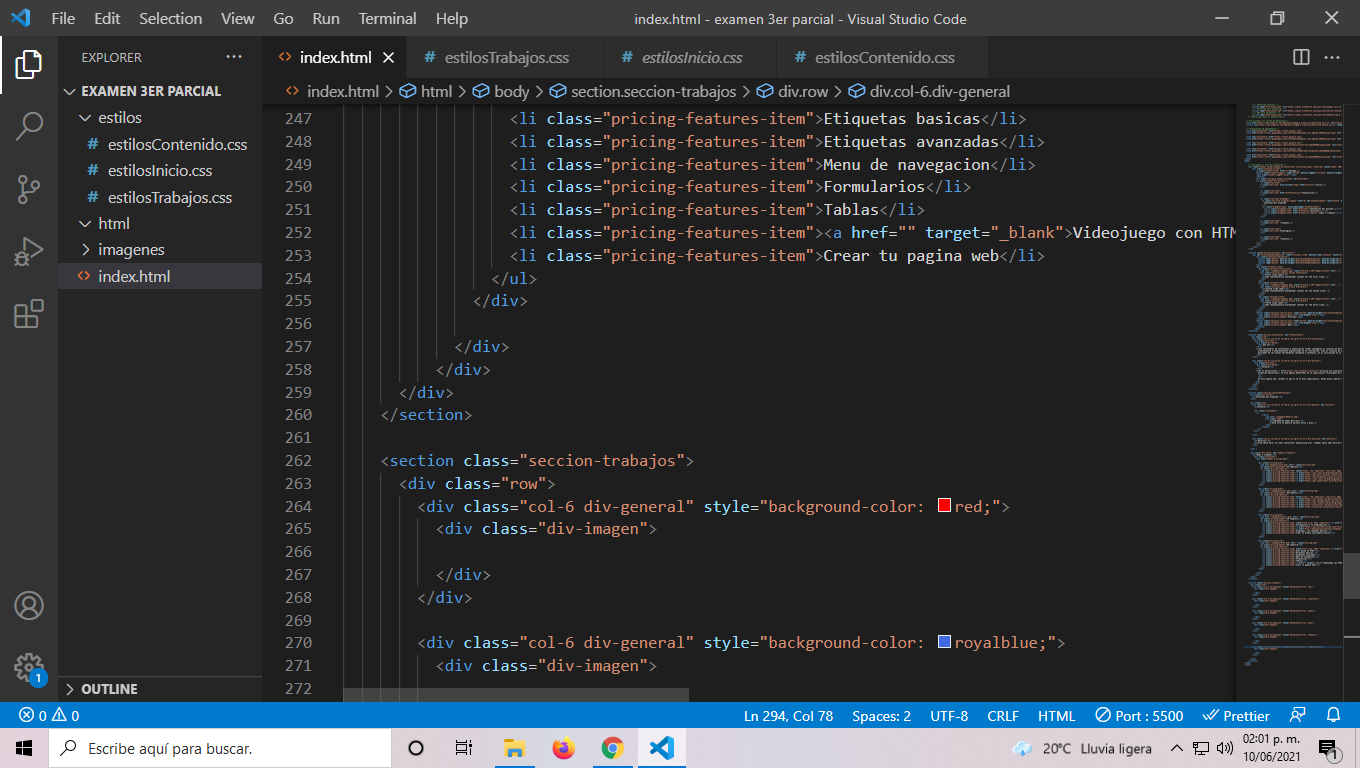 File Edit Selection View Go Run Terminal Help
index.html - examen 3er parcial - Visual Studio Code
EXPLORER
index.html
# estilosTrabajos.css
# estilosInicio.css
# estilosContenido.css
EXAMEN 3ER PARCIAL
index.html > html > body > section.seccion-trabajos > div.row > div.col-6.div-general
estilos
# estilosContenido.css
# estilosInicio.css
# estilosTrabajos.css
html
imagenes
index.html
247 <li class="pricing-features-item">Etiquetas basicas</li>
248 <li class="pricing-features-item">Etiquetas avanzadas</li>
249 <li class="pricing-features-item">Menu de navegacion</li>
250 <li class="pricing-features-item">Formularios</li>
251 <li class="pricing-features-item">Tablas</li>
252 <li class="pricing-features-item"><a href="" target="_blank">Videojuego con HTM
253 <li class="pricing-features-item">Crear tu pagina web</li>
254 </ul>
255 </div>
256
257 </div>
258 </div>
259 </div>
260 </section>
261
262 <section class="seccion-trabajos">
263 <div class="row">
264 <div class="col-6 div-general" style="background-color: red;">
265 <div class="div-imagen">
266
267 </div>
268 </div>
269
270 <div class="col-6 div-general" style="background-color: royalblue;">
271 <div class="div-imagen">
272
OUTLINE
1
0 0
Ln 294, Col 78
Spaces: 2
UTF-8
CRLF
HTML
Port : 5500
Prettier
Escribe aquí para buscar.
20°C Lluvia ligera
02:01 p. m.
10/06/2021
1